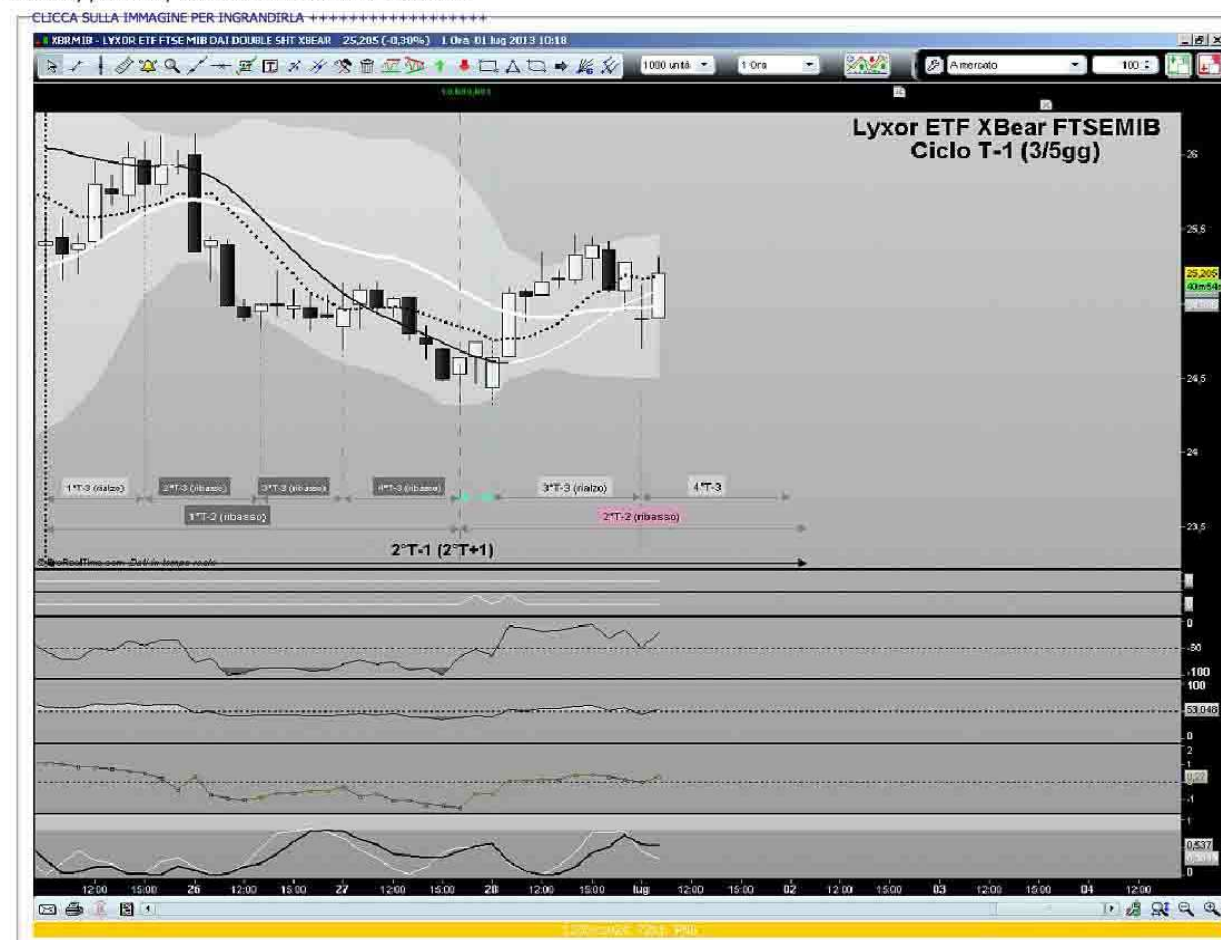 CLICCA SULLA IMMAGINE PER INGRANDIRLA ++++++++++++++++++
XBRMIB - LYXOR ETF FTSE MIB DAI DOUBLE SHT XBEAR 25,205 (-0,30%) 1 Ora 01 lug 2013 10:18
1000 unità 1 Ora A mercato 100
Lyxor ETF XBear FTSEMIB
Ciclo T-1 (3/5gg)
26
25,5
25,205
24,5
24
23,5
1°T-3 (rialzo) 2°T-3 (ribasso) 3°T-3 (ribasso) 4°T-3 (ribasso) 3°T-3 (rialzo) 4°T-3
1°T-2 (ribasso) 2°T-2 (ribasso)
2°T-1 (2°T+1)
0
-50
-100
100
53,048
0
2
1
-1
1
0,537
0
12:00 15:00 26 12:00 15:00 27 12:00 15:00 28 12:00 15:00 lug 12:00 15:00 02 12:00 15:00 03 12:00 15:00 04 12:00